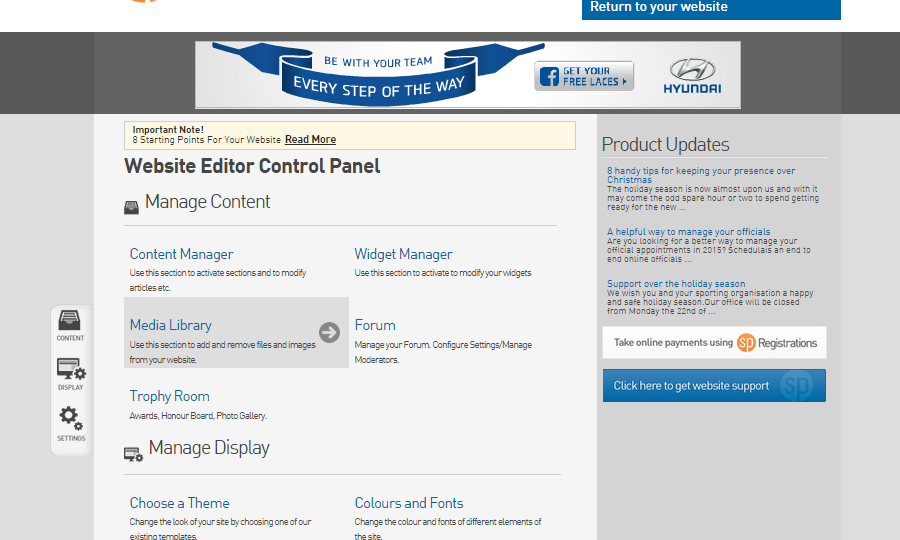 Return to your website
BE WITH YOUR TEAM
EVERY STEP OF THE WAY
GET YOUR
FREE LACES
HYUNDAI
Important Note!
8 Starting Points For Your Website Read More
Website Editor Control Panel
Manage Content
Content Manager
Use this section to activate sections and to modify
articles etc.
Widget Manager
Use this section to activate to modify your widgets
Media Library
Use this section to add and remove files and images
from your website.
Forum
Manage your Forum. Configure Settings/Manage
Moderators.
Trophy Room
Awards, Honour Board, Photo Gallery.
Manage Display
Choose a Theme
Change the look of your site by choosing one of our
existing templates.
Colours and Fonts
Change the colour and fonts of different elements of
the site.
CONTENT
DISPLAY
SETTINGS
Product Updates
8 handy tips for keeping your presence over
Christmas
The holiday season is now almost upon us and with it
may come the odd spare hour or two to spend getting
ready for the new ...
A helpful way to manage your officials
Are you looking for a better way to manage your
official appointments in 2015? Schedulais an end to
end online officials ...
Support over the holiday season
We wish you and your sporting organisation a happy
and safe holiday season.Our office will be closed
from Monday the 22nd of ...
Take online payments using sp Registrations
Click here to get website support sp